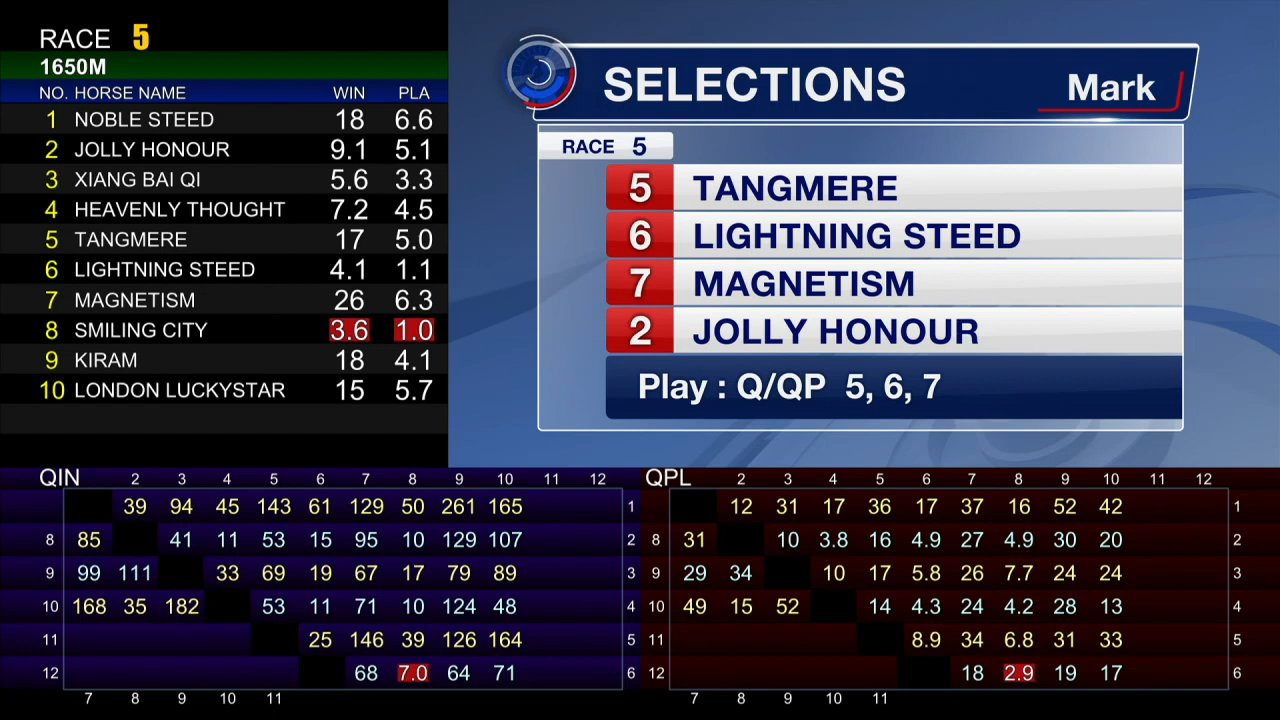 RACE 5
1650M
NO. HORSE NAME WIN PLA
1 NOBLE STEED 18 6.6
2 JOLLY HONOUR 9.1 5.1
3 XIANG BAI QI 5.6 3.3
4 HEAVENLY THOUGHT 7.2 4.5
5 TANGMERE 17 5.0
6 LIGHTNING STEED 4.1 1.1
7 MAGNETISM 26 6.3
8 SMILING CITY 3.6 1.0
9 KIRAM 18 4.1
10 LONDON LUCKYSTAR 15 5.7
SELECTIONS Mark
RACE 5
5 TANGMERE
6 LIGHTNING STEED
7 MAGNETISM
2 JOLLY HONOUR
Play : Q/QP 5, 6, 7
QIN 2 3 4 5 6 7 8 9 10 11 12
39 94 45 143 61 129 50 261 165 1
8 85 41 11 53 15 95 10 129 107 2
9 99 111 33 69 19 67 17 79 89 3
10 168 35 182 53 11 71 10 124 48 4
11 25 146 39 126 164 5
12 68 7.0 64 71 6
7 8 9 10 11
QPL 2 3 4 5 6 7 8 9 10 11 12
12 31 17 36 17 37 16 52 42 1
8 31 10 3.8 16 4.9 27 4.9 30 20 2
9 29 34 10 17 5.8 26 7.7 24 24 3
10 49 15 52 14 4.3 24 4.2 28 13 4
11 8.9 34 6.8 31 33 5
12 18 2.9 19 17 6
7 8 9 10 11